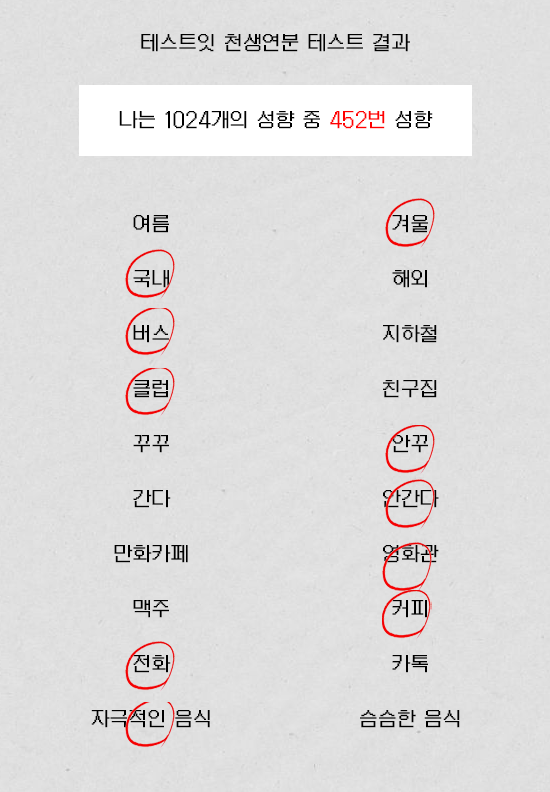 테스트잇 천생연분 테스트 결과
나는 1024개의 성향 중 452번 성향
여름 겨울
국내 해외
버스 지하철
클럽 친구집
꾸꾸 안꾸
간다 안간다
만화카페 영화관
맥주 커피
전화 카톡
자극적인 음식 슴슴한 음식